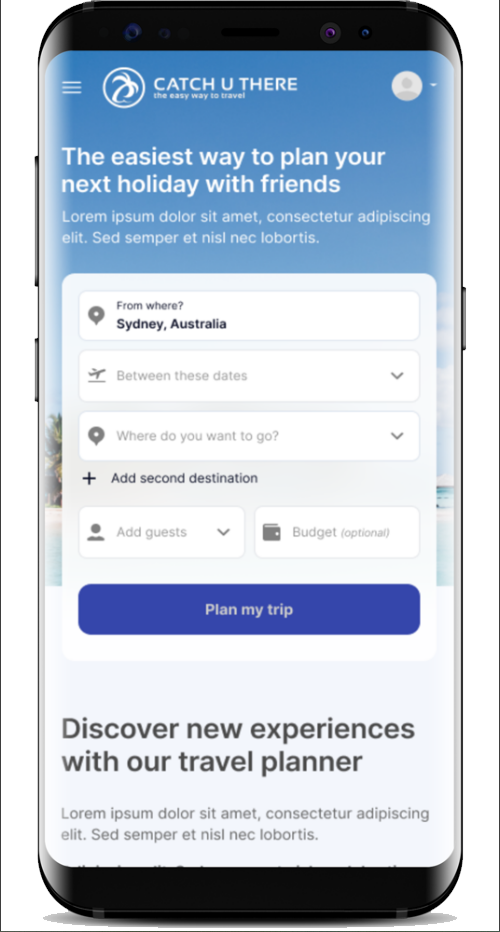 CATCH U THERE
the easy way to travel
The easiest way to plan your
next holiday with friends
Lorem ipsum dolor sit amet, consectetur adipiscing
elit. Sed semper et nisl nec lobortis.
From where?
Sydney, Australia
Between these dates
Where do you want to go?
Add second destination
Add guests
Budget (optional)
Plan my trip
Discover new experiences
with our travel planner
Lorem ipsum dolor sit amet, consectetur adipiscing
elit. Sed semper et nisl nec lobortis.